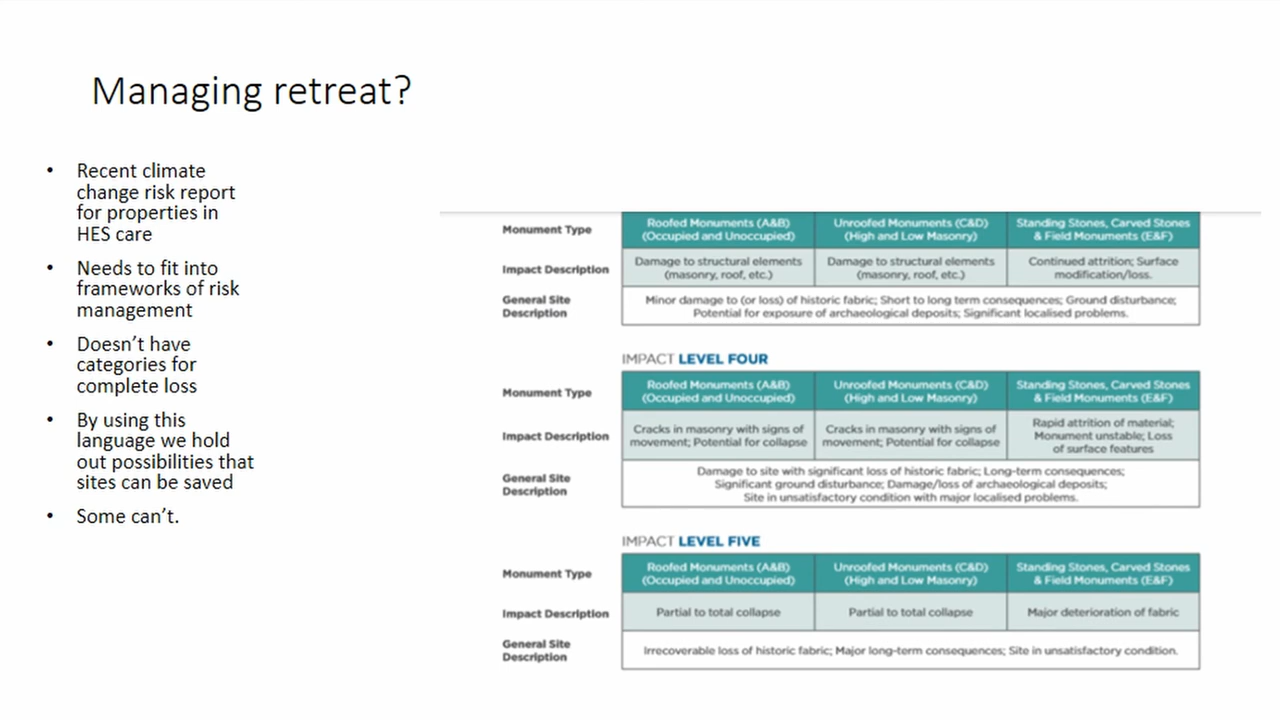 Managing retreat?
• Recent climate
change risk report
for properties in
HES care
• Needs to fit into
frameworks of risk
management
• Doesn't have
categories for
complete loss
• By using this
language we hold
out possibilities that
sites can be saved
• Some can't.
Monument Type
Roofed Monuments (A&B)
(Occupied and Unoccupied)
Unroofed Monuments (C&D)
(High and Low Masonry)
Standing Stones, Carved Stones
& Field Monuments (E&F)
Impact Description
Damage to structural elements
(masonry, roof, etc.)
Damage to structural elements
(masonry, roof, etc.)
Continued attrition; Surface
modification/loss.
General Site
Description
Minor damage to (or loss) of historic fabric; Short to long term consequences; Ground disturbance;
Potential for exposure of archaeological deposits; Significant localised problems.
IMPACT LEVEL FOUR
Monument Type
Roofed Monuments (A&B)
(Occupied and Unoccupied)
Unroofed Monuments (C&D)
(High and Low Masonry)
Standing Stones, Carved Stones
& Field Monuments (E&F)
Impact Description
Cracks in masonry with signs of
movement; Potential for collapse
Cracks in masonry with signs of
movement; Potential for collapse
Rapid attrition of material;
Monument unstable; Loss
of surface features
General Site
Description
Damage to site with significant loss of historic fabric; Long-term consequences;
Significant ground disturbance; Damage/loss of archaeological deposits;
Site in unsatisfactory condition with major localised problems.
IMPACT LEVEL FIVE
Monument Type
Roofed Monuments (A&B)
(Occupied and Unoccupied)
Unroofed Monuments (C&D)
(High and Low Masonry)
Standing Stones, Carved Stones
& Field Monuments (E&F)
Impact Description
Partial to total collapse
Partial to total collapse
Major deterioration of fabric
General Site
Description
Irrecoverable loss of historic fabric; Major long-term consequences; Site in unsatisfactory condition.